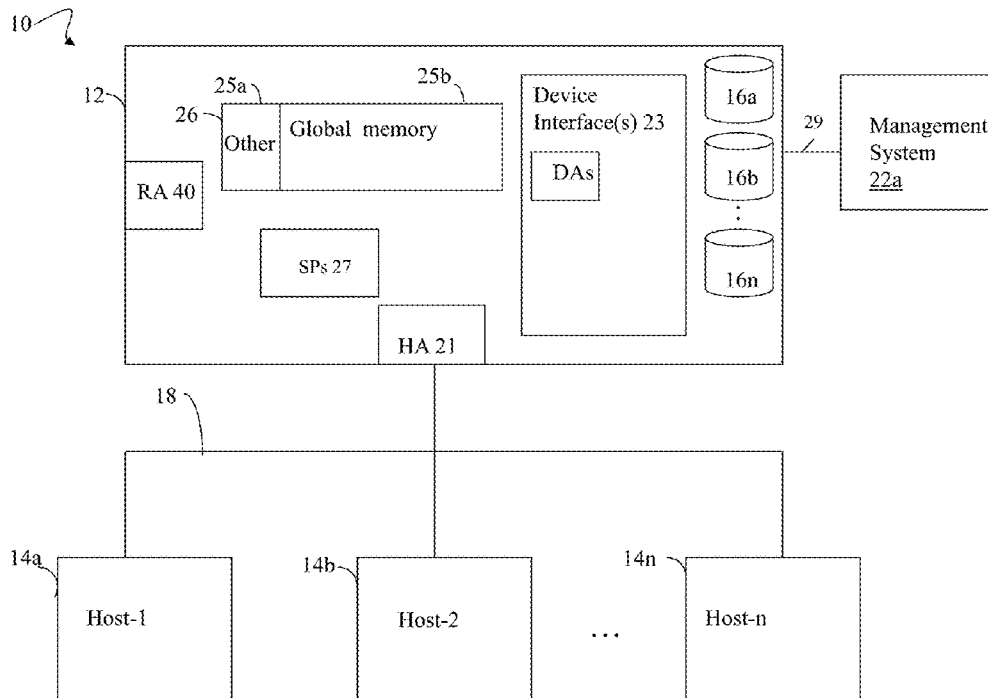 10
12
25a
25b
26
Other
Global memory
Device
Interface(s) 23
DAs
16a
16b
16n
29
Management
System
22a
RA 40
SPs 27
HA 21
18
14a
Host-1
14b
Host-2
...
14n
Host-n